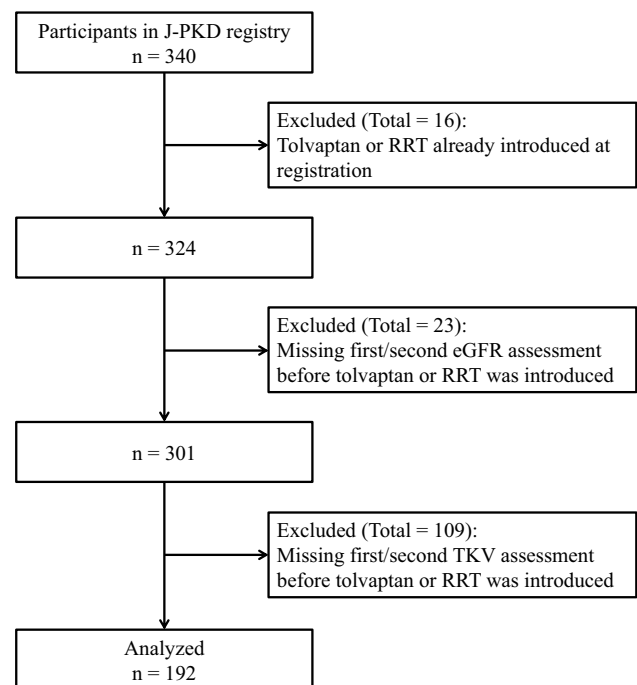 Participants in J-PKD registry
n = 340
Excluded (Total = 16):
Tolvaptan or RRT already introduced at
registration
n = 324
Excluded (Total = 23):
Missing first/second eGFR assessment
before tolvaptan or RRT was introduced
n = 301
Excluded (Total = 109):
Missing first/second TKV assessment
before tolvaptan or RRT was introduced
Analyzed
n = 192